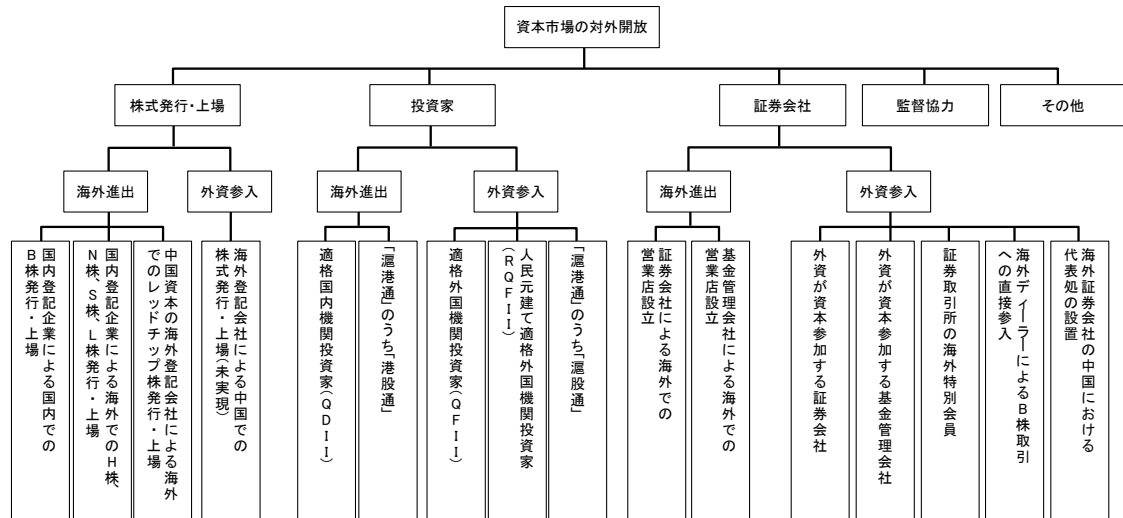 資本市場の対外開放
株式発行・上場
投資家
証券会社
監督協力
その他
海外進出
外資参入
海外進出
外資参入
海外進出
外資参入
国内登記企業による国内での
B株発行・上場
国内登記企業による海外でのH株、
N株、S株、L株発行・上場
中国資本の海外登記会社による海外
でのレッドチップ株発行・上場
海外登記会社による中国での
株式発行・上場(未実現)
適格国内機関投資家(QDII)
「滬港通」のうち「港股通」
適格外国機関投資家(QFII)
人民元建て適格外国機関投資家
(RQFII)
「滬港通」のうち「滬股通」
証券会社による海外での
営業店設立
基金管理会社による海外での
営業店設立
外資が資本参加する証券会社
外資が資本参加する基金管理会社
証券取引所の海外特別会員
海外ディーラーによるB株取引
への直接参入
海外証券会社の中国における
代表処の設置